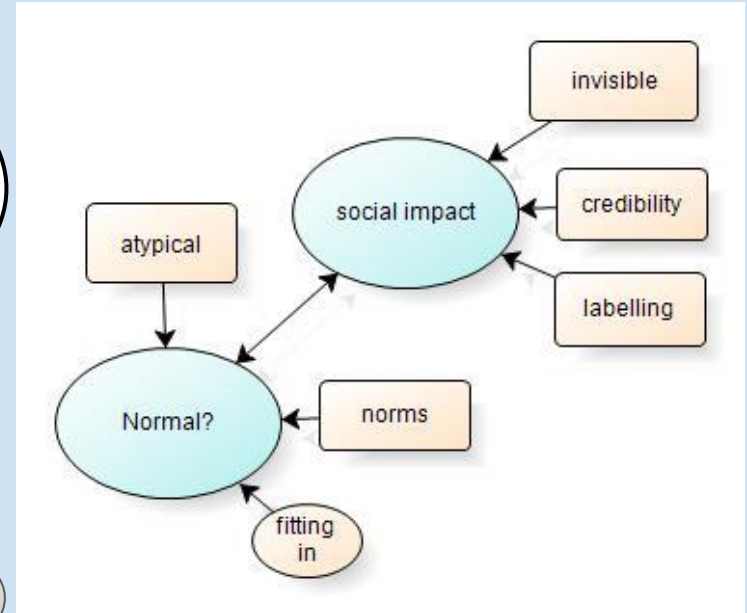 invisible
social impact
credibility
atypical
labelling
Normal?
norms
fitting
in